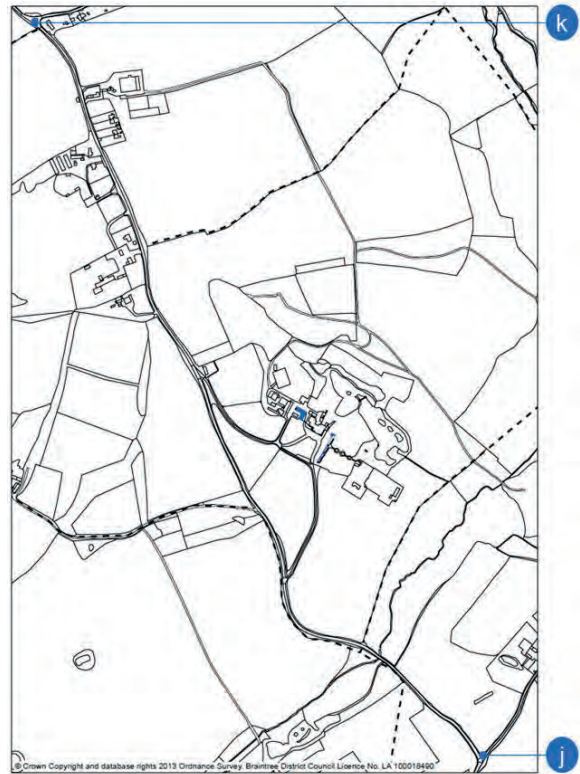 k
© Crown Copyright and database rights 2013 Ordnance Survey. Braintree District Council Licence No. LA 100018490
j